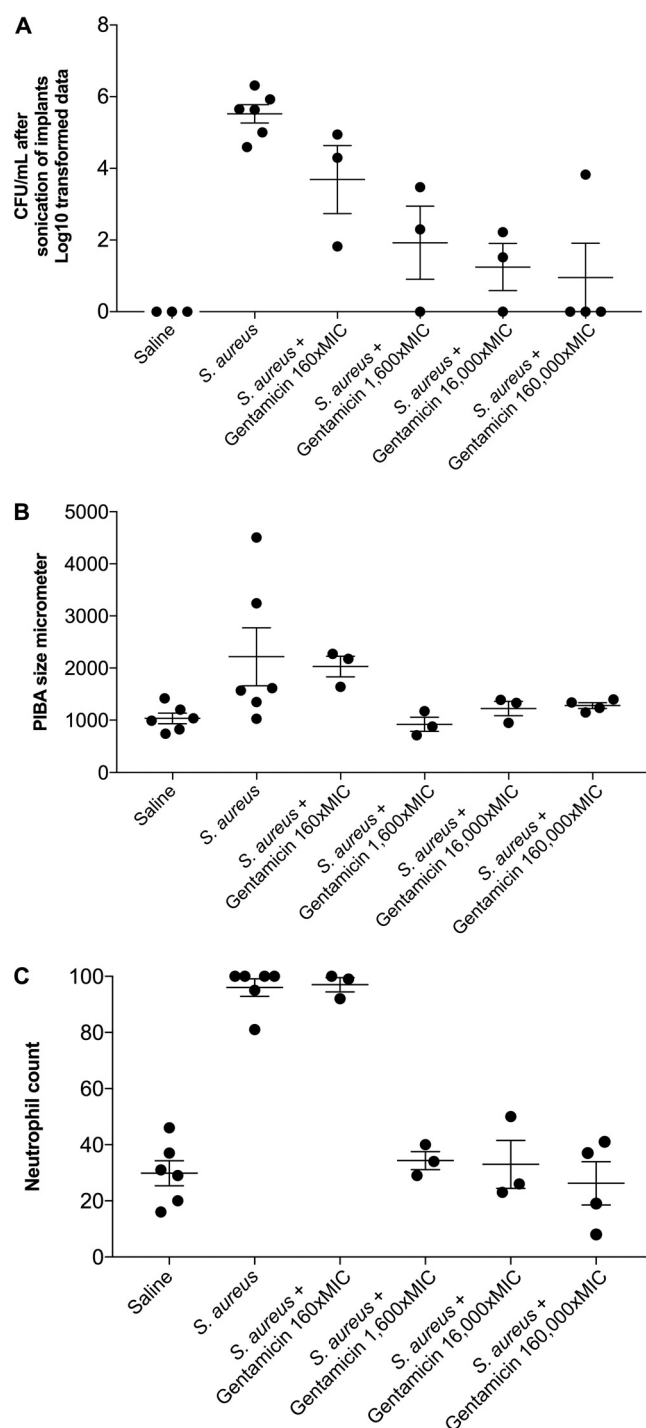 A
CFU/mL after
sonication of implants
Log10 transformed data
8
6
4
2
0
Saline
S. aureus
S. aureus +
Gentamicin 160xMIC
S. aureus +
Gentamicin 1,600xMIC
S. aureus +
Gentamicin 16,000xMIC
S. aureus +
Gentamicin 160,000xMIC
B
PIBA size micrometer
5000
4000
3000
2000
1000
0
Saline
S. aureus
S. aureus +
Gentamicin 160xMIC
S. aureus +
Gentamicin 1,600xMIC
S. aureus +
Gentamicin 16,000xMIC
S. aureus +
Gentamicin 160,000xMIC
C
Neutrophil count
100
80
60
40
20
0
Saline
S. aureus
S. aureus +
Gentamicin 160xMIC
S. aureus +
Gentamicin 1,600xMIC
S. aureus +
Gentamicin 16,000xMIC
S. aureus +
Gentamicin 160,000xMIC